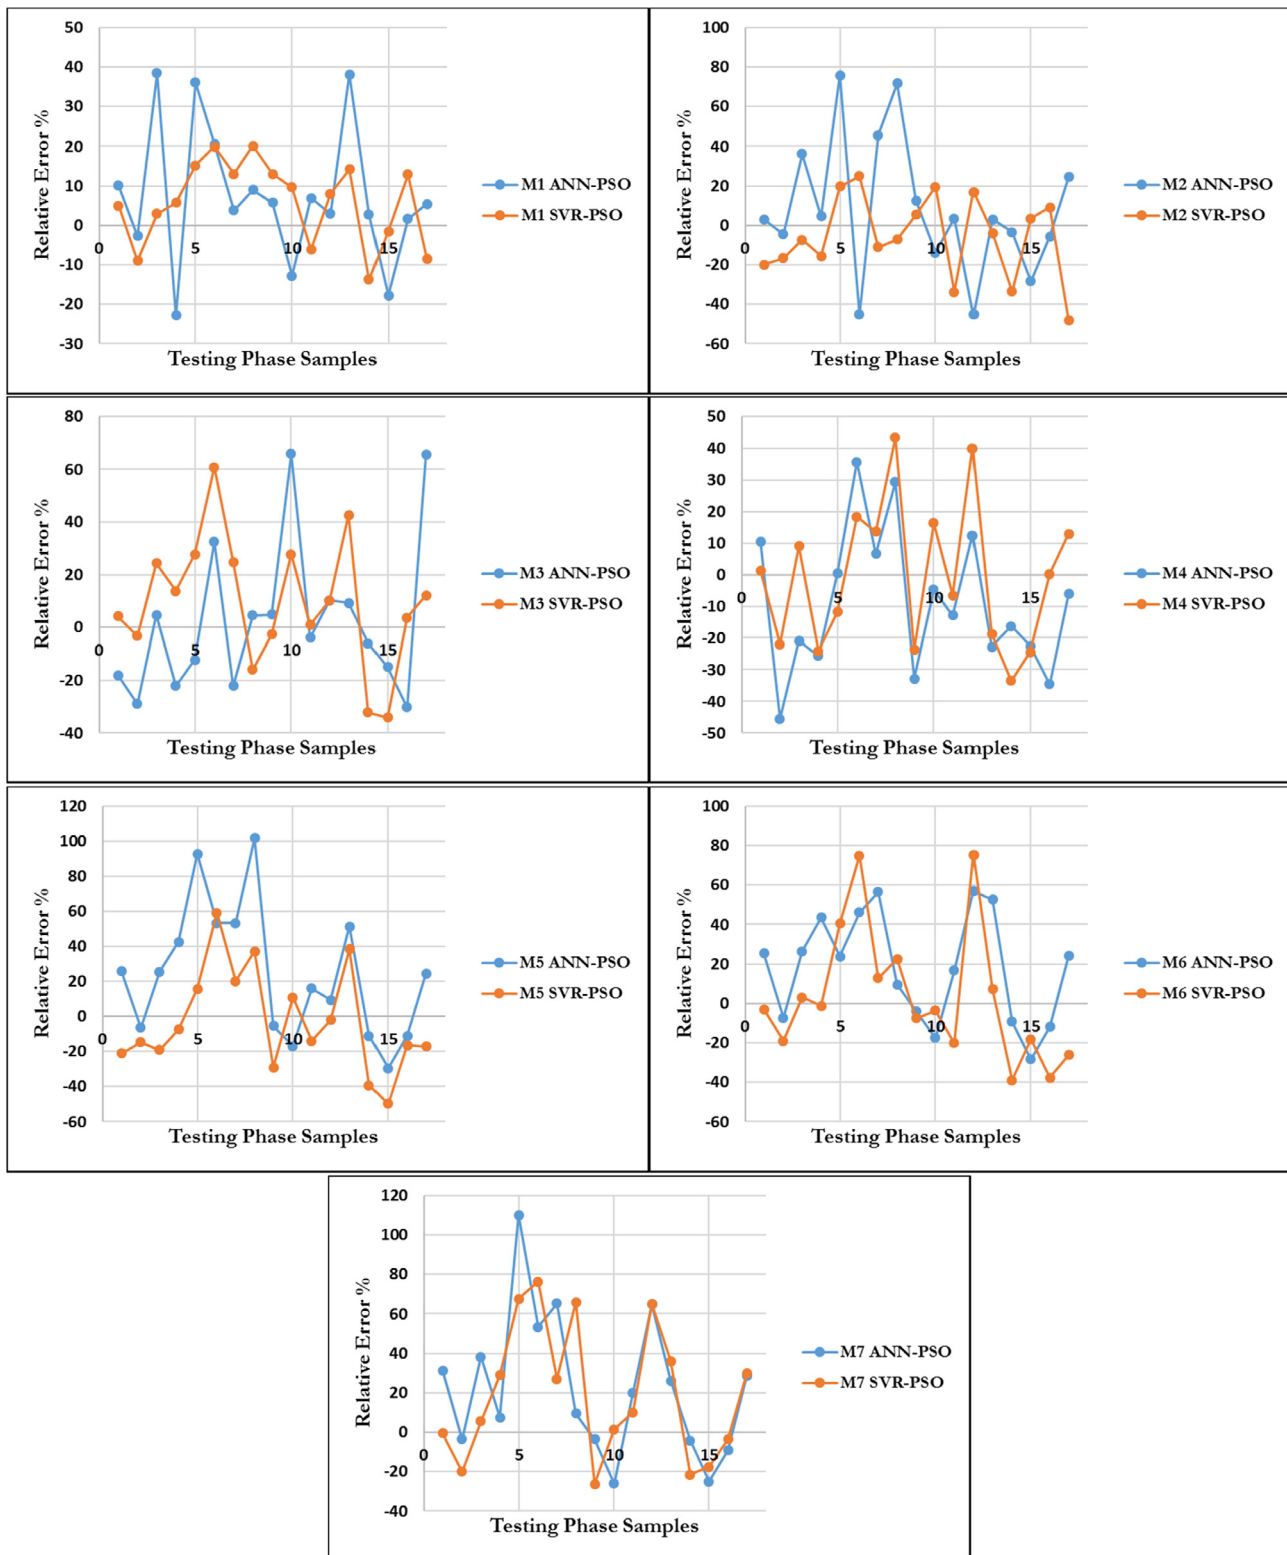 50
40
30
20
10
0
-10
-20
-30
0 5 10 15
Relative Error %
Testing Phase Samples
M1 ANN-PSO
M1 SVR-PSO
100
80
60
40
20
0
-20
-40
-60
0 5 10 15
Relative Error %
Testing Phase Samples
M2 ANN-PSO
M2 SVR-PSO
80
60
40
20
0
-20
-40
0 5 10 15
Relative Error %
Testing Phase Samples
M3 ANN-PSO
M3 SVR-PSO
50
40
30
20
10
0
-10
-20
-30
-40
-50
0 5 10 15
Relative Error %
Testing Phase Samples
M4 ANN-PSO
M4 SVR-PSO
120
100
80
60
40
20
0
-20
-40
-60
0 5 10 15
Relative Error %
Testing Phase Samples
M5 ANN-PSO
M5 SVR-PSO
100
80
60
40
20
0
-20
-40
-60
0 5 10 15
Relative Error %
Testing Phase Samples
M6 ANN-PSO
M6 SVR-PSO
120
100
80
60
40
20
0
-20
-40
0 5 10 15
Relative Error %
Testing Phase Samples
M7 ANN-PSO
M7 SVR-PSO